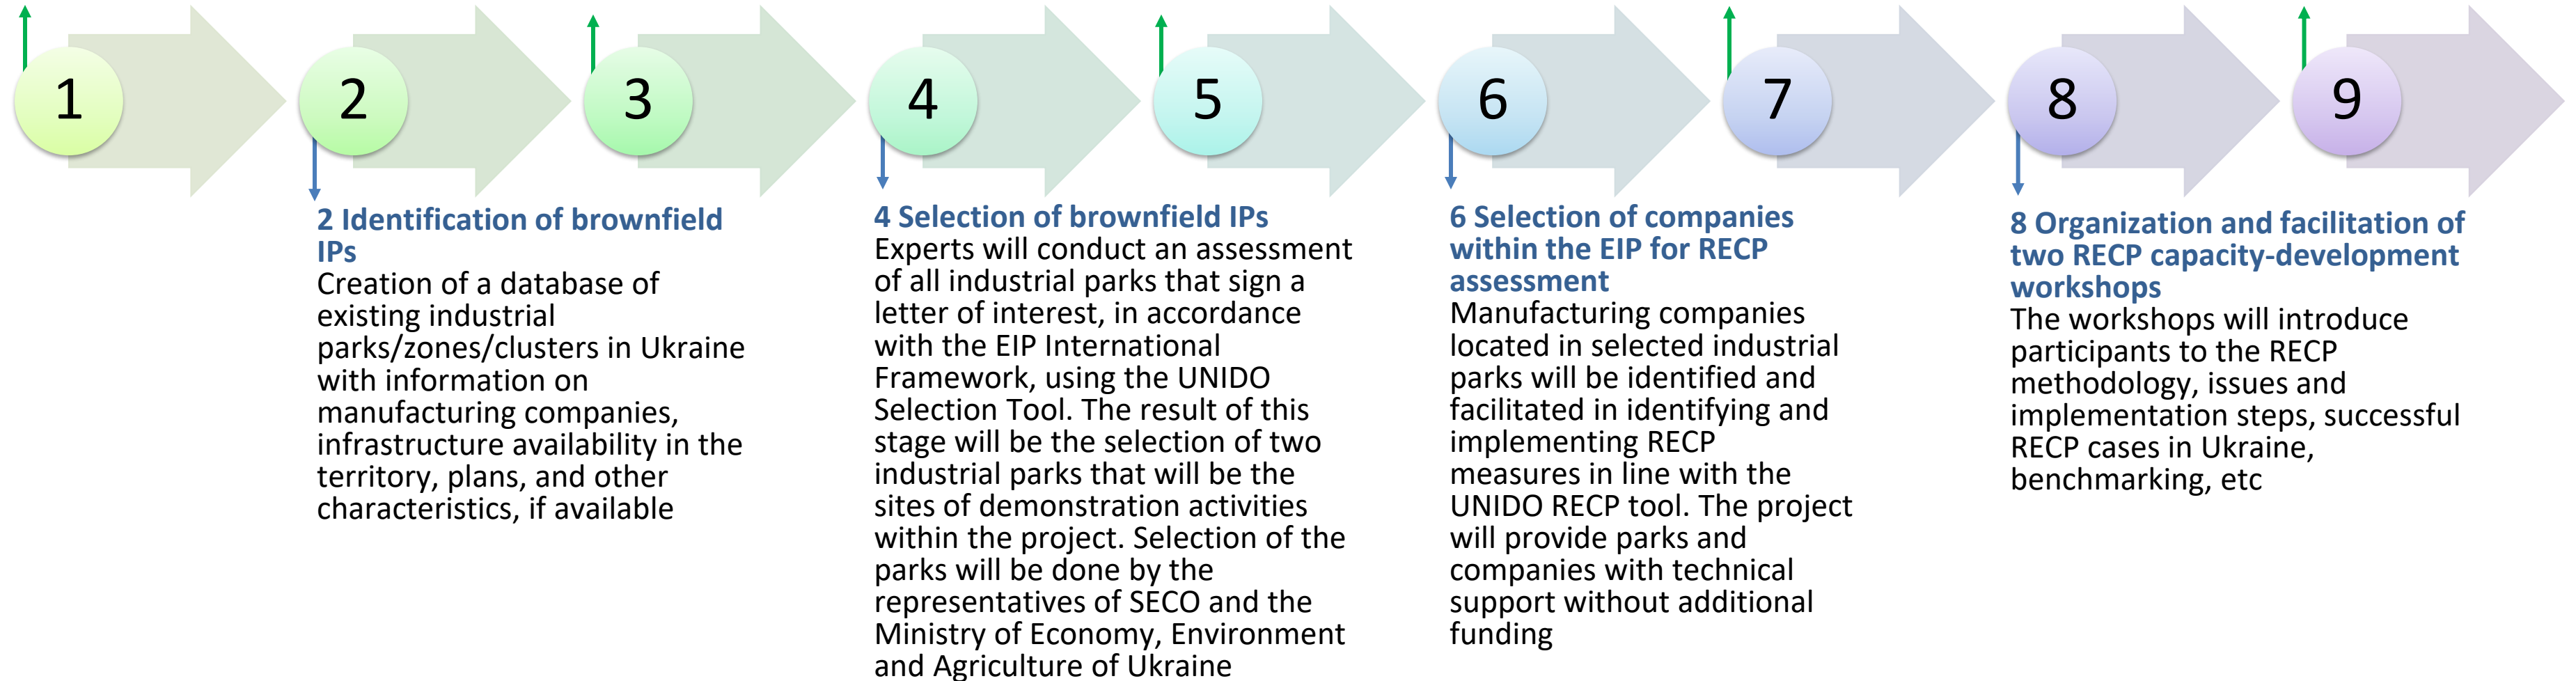 1
2
3
4
5
6
7
8
9
2 Identification of brownfield
IPs
Creation of a database of
existing industrial
parks/zones/clusters in Ukraine
with information on
manufacturing companies,
infrastructure availability in the
territory, plans, and other
characteristics, if available
4 Selection of brownfield IPs
Experts will conduct an assessment
of all industrial parks that sign a
letter of interest, in accordance
with the EIP International
Framework, using the UNIDO
Selection Tool. The result of this
stage will be the selection of two
industrial parks that will be the
sites of demonstration activities
within the project. Selection of the
parks will be done by the
representatives of SECO and the
Ministry of Economy, Environment
and Agriculture of Ukraine
6 Selection of companies
within the EIP for RECP
assessment
Manufacturing companies
located in selected industrial
parks will be identified and
facilitated in identifying and
implementing RECP
measures in line with the
UNIDO RECP tool. The project
will provide parks and
companies with technical
support without additional
funding
8 Organization and facilitation of
two RECP capacity-development
workshops
The workshops will introduce
participants to the RECP
methodology, issues and
implementation steps, successful
RECP cases in Ukraine,
benchmarking, etc